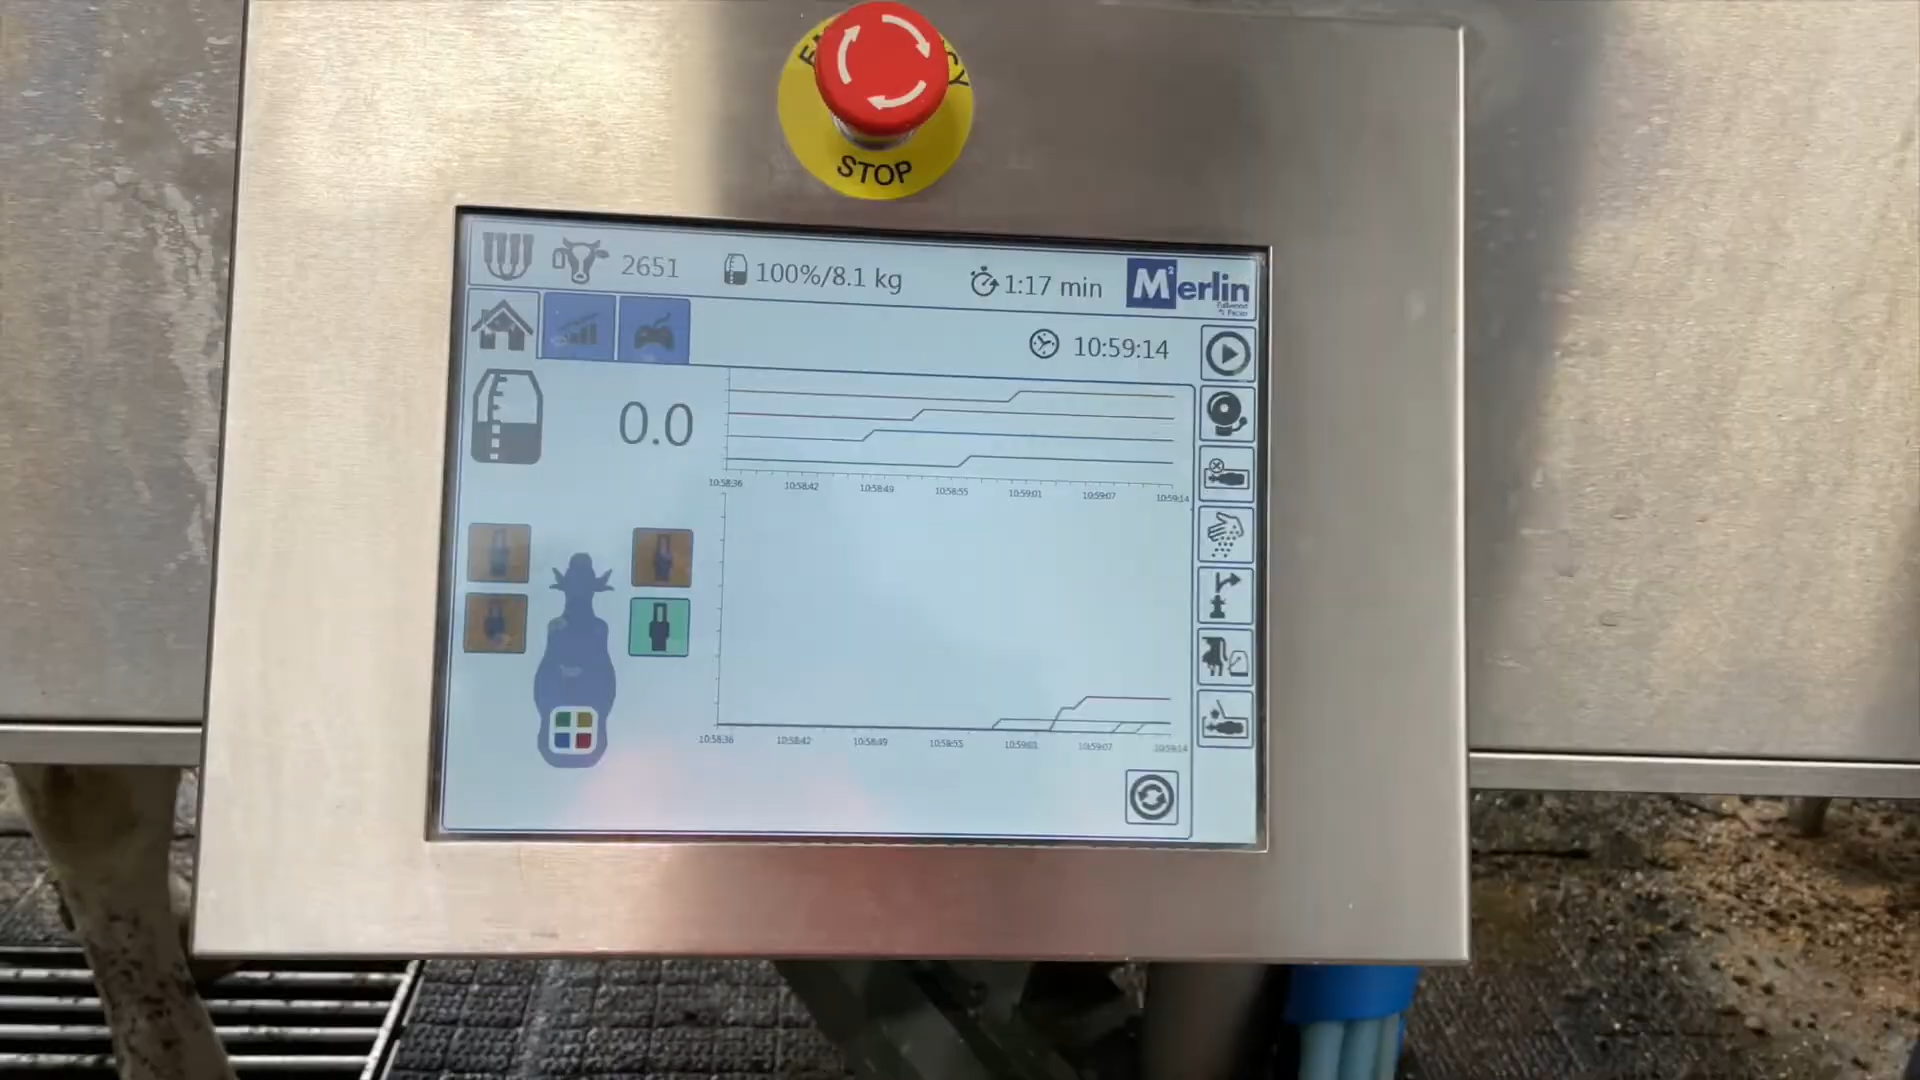 STOP
2651
100%/8.1 kg
1:17 min
M²erlin
10:59:14
0.0
10:58:36 10:58:42 10:58:49 10:58:55 10:59:01 10:59:07 10:59:14
10:58:36 10:58:42 10:58:49 10:58:55 10:59:01 10:59:07 10:59:14